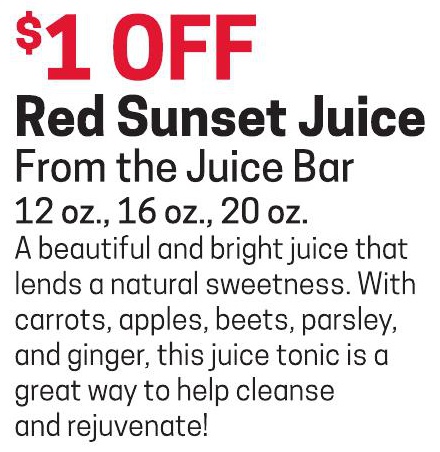 $1 OFF
Red Sunset Juice
From the Juice Bar
12 oz., 16 oz., 20 oz.
A beautiful and bright juice that
lends a natural sweetness. With
carrots, apples, beets, parsley,
and ginger, this juice tonic is a
great way to help cleanse
and rejuvenate!